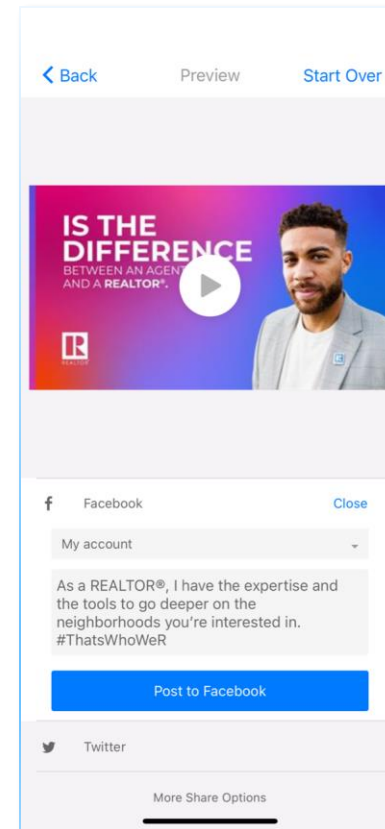 Back Preview Start Over
IS THE
DIFFERENCE
BETWEEN AN AGENT
AND A REALTOR®.
R
REALTOR®
Facebook Close
My account
As a REALTOR®, I have the expertise and
the tools to go deeper on the
neighborhoods you’re interested in.
#ThatsWhoWeR
Post to Facebook
Twitter
More Share Options